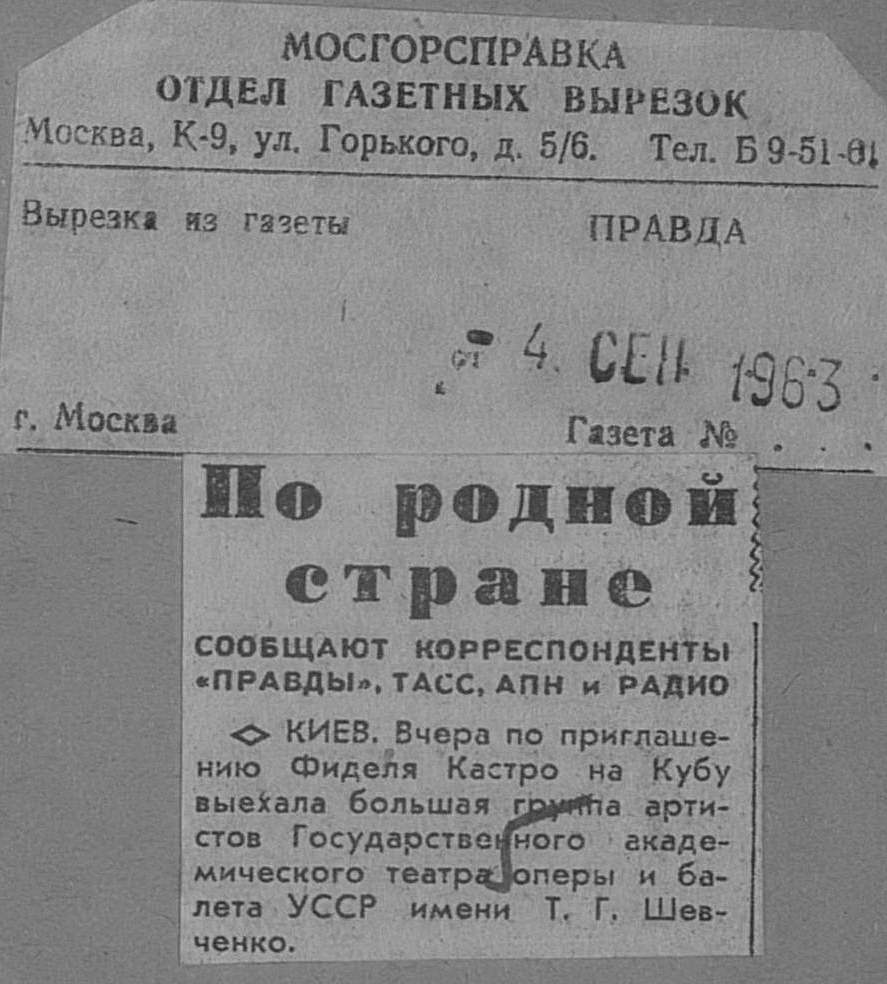 МОСГОРСПРАВКА
ОТДЕЛ ГАЗЕТНЫХ ВЫРЕЗОК
Москва, К-9, ул. Горького, д. 5/6. Тел. Б 9-51-61
Вырезка из газеты ПРАВДА
от 4. СЕН 1963
г. Москва Газета № . . .
По родной
стране
СООБЩАЮТ КОРРЕСПОНДЕНТЫ
«ПРАВДЫ», ТАСС, АПН и РАДИО
КИЕВ. Вчера по приглаше-
нию Фиделя Кастро на Кубу
выехала большая группа арти-
стов Государственного акаде-
мического театра оперы и ба-
лета УССР имени Т. Г. Шев-
ченко.